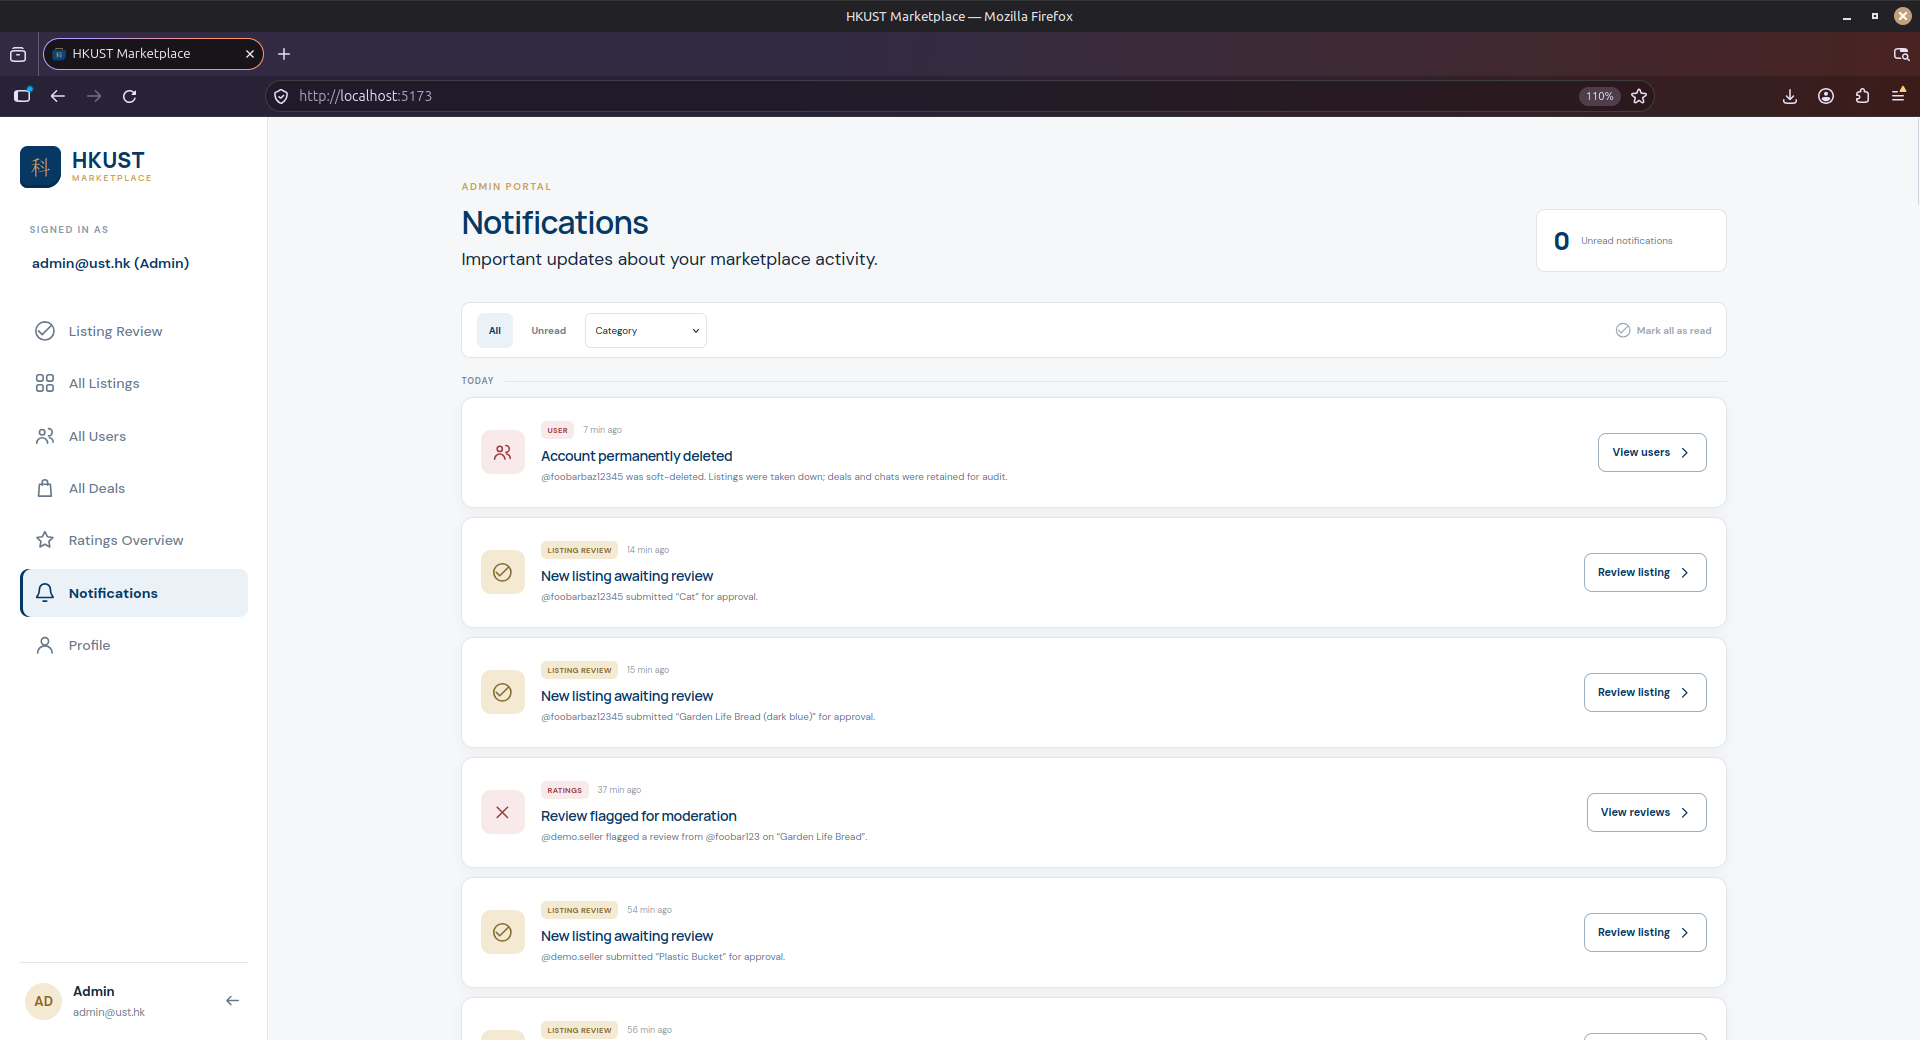 HKUST Marketplace — Mozilla Firefox
HKUST Marketplace
http://localhost:5173
110%
科
HKUST
MARKETPLACE
SIGNED IN AS
admin@ust.hk (Admin)
Listing Review
All Listings
All Users
All Deals
Ratings Overview
Notifications
Profile
AD
Admin
admin@ust.hk
ADMIN PORTAL
Notifications
Important updates about your marketplace activity.
0 Unread notifications
All Unread Category
Mark all as read
TODAY
USER 7 min ago
Account permanently deleted
@foobarbaz12345 was soft-deleted. Listings were taken down; deals and chats were retained for audit.
View users
LISTING REVIEW 14 min ago
New listing awaiting review
@foobarbaz12345 submitted “Cat” for approval.
Review listing
LISTING REVIEW 15 min ago
New listing awaiting review
@foobarbaz12345 submitted “Garden Life Bread (dark blue)” for approval.
Review listing
RATINGS 37 min ago
Review flagged for moderation
@demo.seller flagged a review from @foobar123 on “Garden Life Bread”.
View reviews
LISTING REVIEW 54 min ago
New listing awaiting review
@demo.seller submitted “Plastic Bucket” for approval.
Review listing
LISTING REVIEW 56 min ago